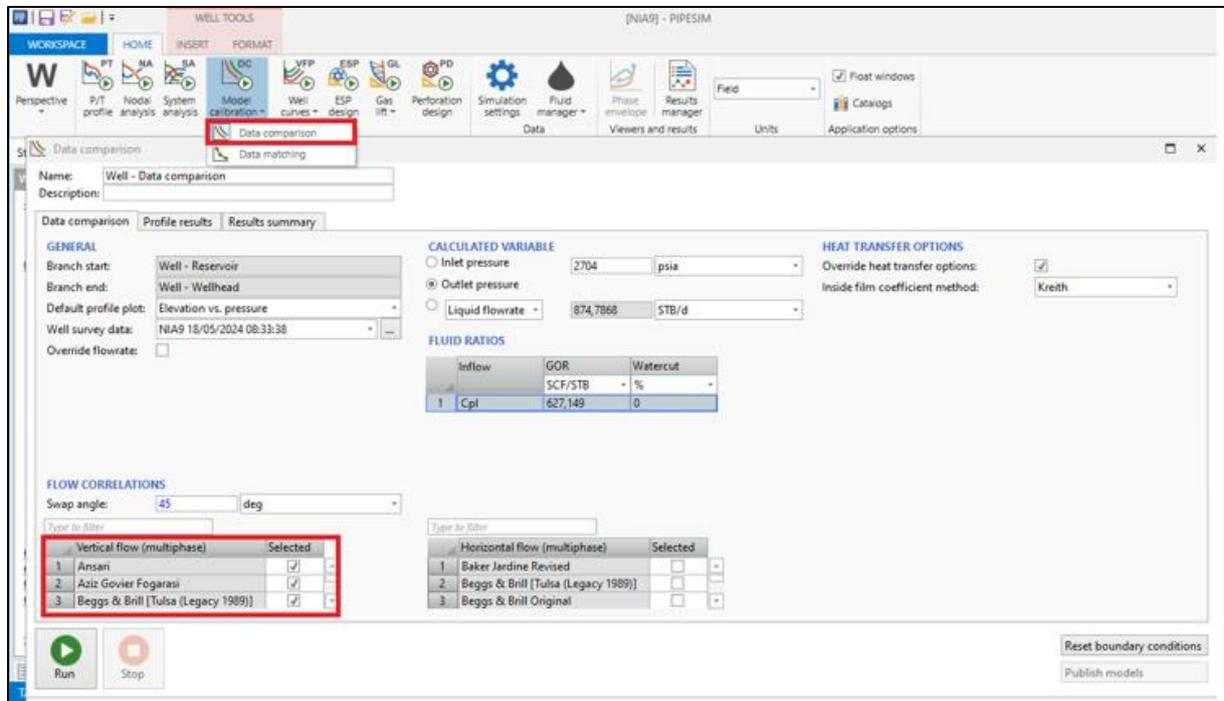 WELL TOOLS
[NIA9] - PIPESIM
WORKSPACE HOME INSERT FORMAT
W PT NA SA DC VFP ESP GL PD
Perspective P/T profile Nodal analysis System analysis Model calibration Well curves ESP design Gas lift Perforation design Simulation settings Fluid manager Phase envelope Results manager Field Float windows Catalogs
Data Viewers and results Units Application options
Data comparison
Data matching
Data comparison
Name: Well - Data comparison
Description:
Data comparison Profile results Results summary
GENERAL
Branch start: Well - Reservoir
Branch end: Well - Wellhead
Default profile plot: Elevation vs. pressure
Well survey data: NIA9 18/05/2024 08:33:38 ...
Override flowrate:
CALCULATED VARIABLE
Inlet pressure 2704 psia
Outlet pressure
Liquid flowrate 874,7868 STB/d
FLUID RATIOS
Inflow GOR Watercut
SCF/STB %
1 Cpl 627,149 0
HEAT TRANSFER OPTIONS
Override heat transfer options:
Inside film coefficient method: Kreith
FLOW CORRELATIONS
Swap angle: 45 deg
Type to filter
Vertical flow (multiphase) Selected
1 Ansari
2 Aziz Govier Fogarasi
3 Beggs & Brill [Tulsa (Legacy 1989)]
Type to filter
Horizontal flow (multiphase) Selected
1 Baker Jardine Revised
2 Beggs & Brill [Tulsa (Legacy 1989)]
3 Beggs & Brill Original
Run Stop
Reset boundary conditions
Publish models